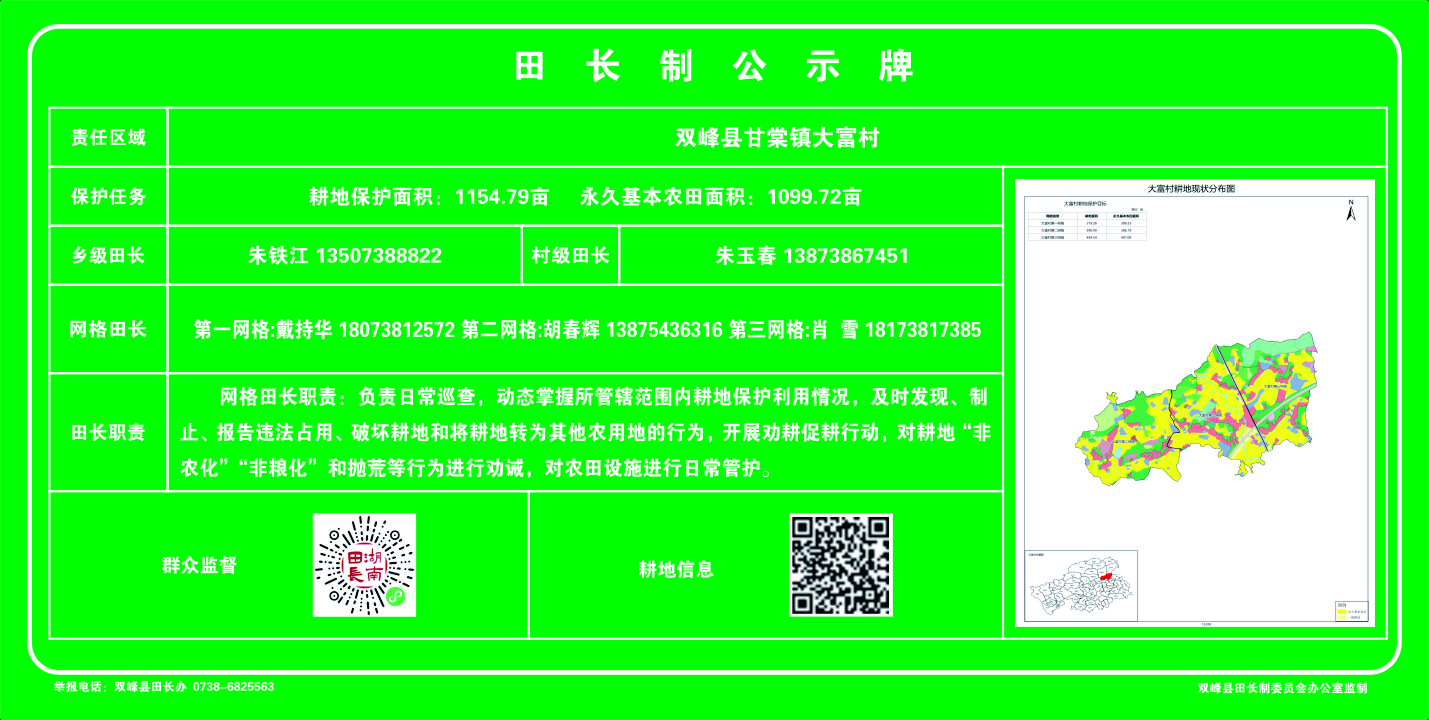 田长制公示牌
责任区域
双峰县甘棠镇大富村
保护任务
耕地保护面积：1154.79亩 永久基本农田面积：1099.72亩
乡级田长
朱铁江 13507388822
村级田长
朱玉春 13873867451
网格田长
第一网格:戴持华 18073812572 第二网格:胡春辉 13875436316 第三网格:肖 雪 18173817385
田长职责
网格田长职责：负责日常巡查，动态掌握所管辖范围内耕地保护利用情况，及时发现、制
止、报告违法占用、破坏耕地和将耕地转为其他农用地的行为，开展劝耕促耕行动，对耕地“非
农化”“非粮化”和抛荒等行为进行劝诫，对农田设施进行日常管护。
群众监督
湖南
田長
耕地信息
大富村耕地现状分布图
大富村耕地保护目标
N
举报电话：双峰县田长办 0738-6825563
双峰县田长制委员会办公室监制